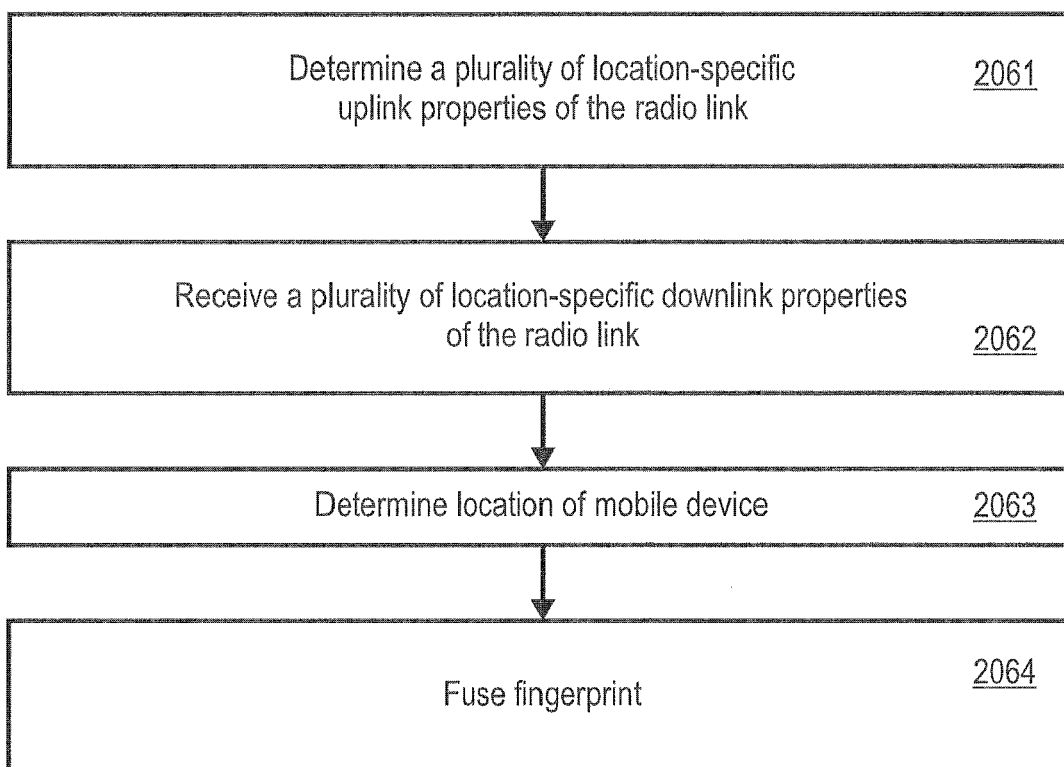 Determine a plurality of location-specific
uplink properties of the radio link
2061
Receive a plurality of location-specific downlink properties
of the radio link
2062
Determine location of mobile device
2063
Fuse fingerprint
2064